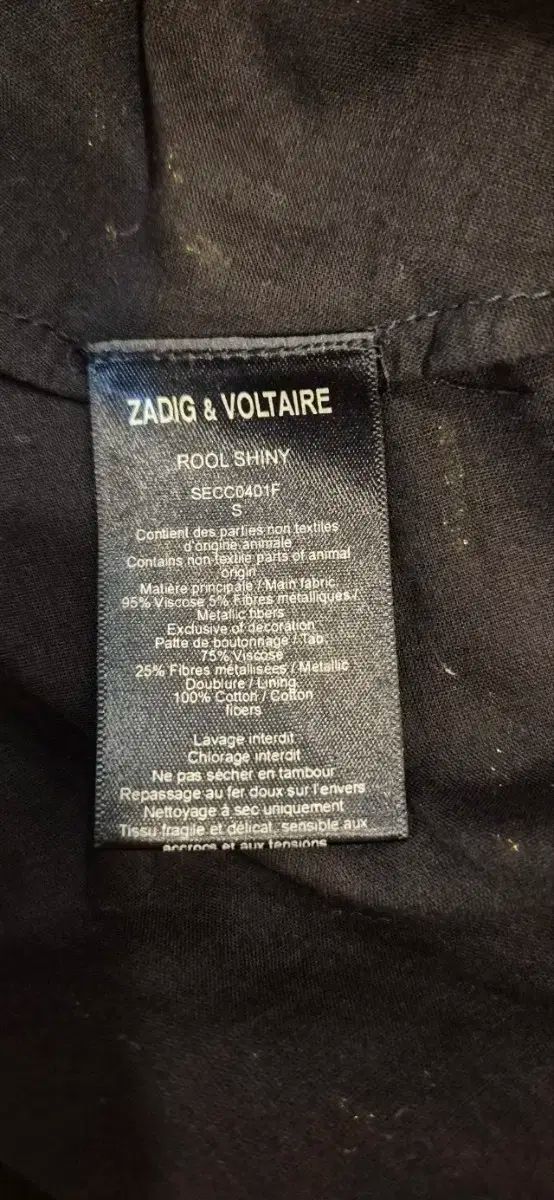 ZADIG & VOLTAIRE
ROOL SHINY
SECC0401F
S
Contient des parties non textiles
d'origine animale
Contains non textile parts of animal
origin
Matière principale / Main fabric
95% Viscose 5% Fibres métalliques /
Metallic fibers
Exclusive of decoration
Patte de boutonnage / Tab
75% Viscose
25% Fibres métallisées / Metallic
Doublure / Lining
100% Cotton / Cotton
fibers
Lavage interdit
Chlorage interdit
Ne pas sécher en tambour
Repassage au fer doux sur l'envers
Nettoyage à sec uniquement
Tissu fragile et délicat, sensible aux
accrocs et aux tensions